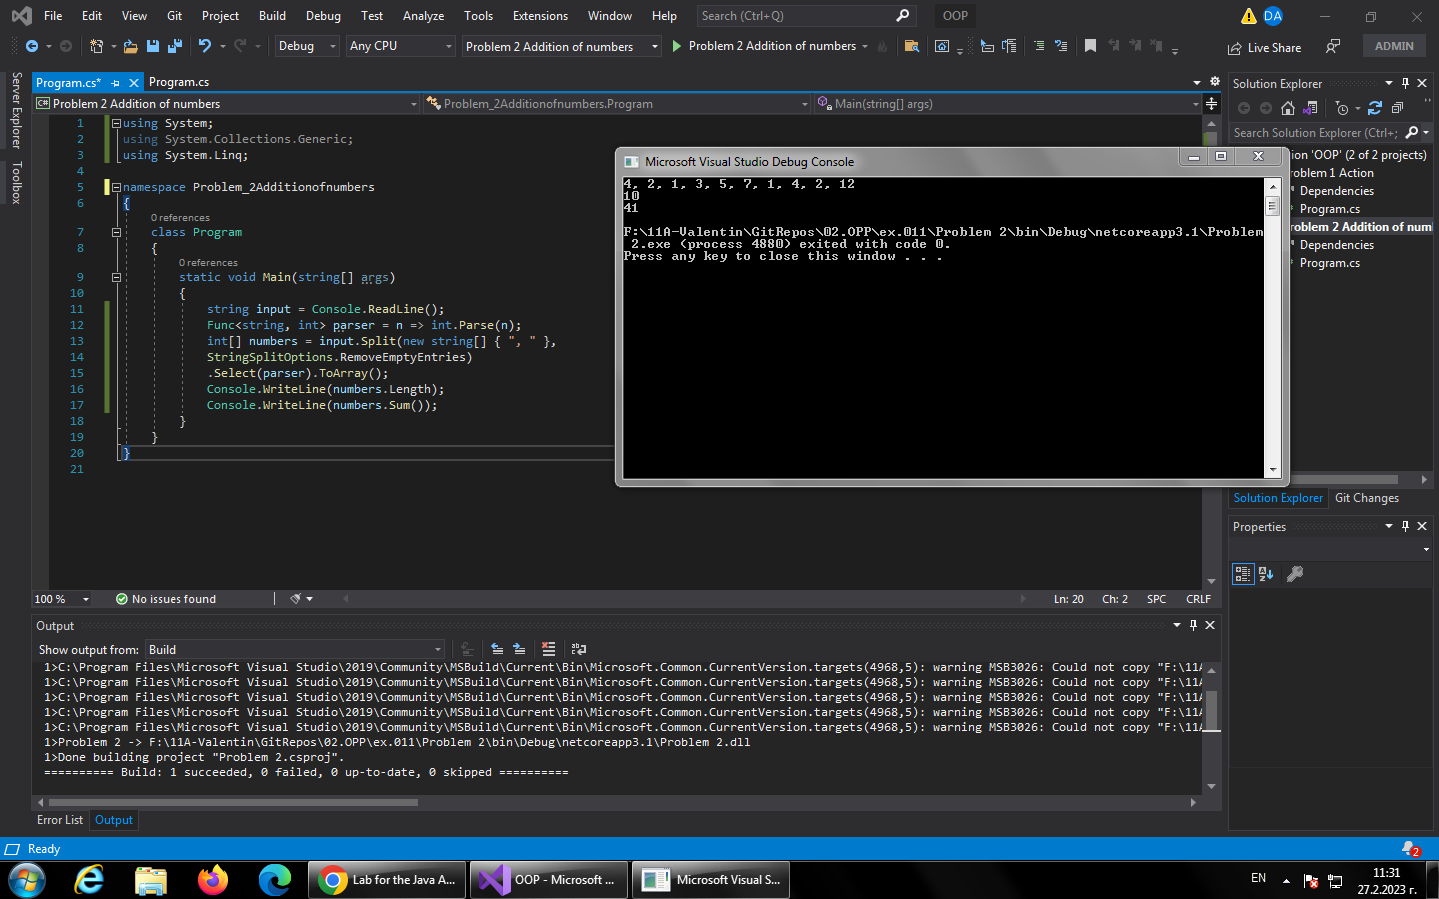 File Edit View Git Project Build Debug Test Analyze Tools Extensions Window Help Search (Ctrl+Q) OOP DA
Debug Any CPU Problem 2 Addition of numbers Problem 2 Addition of numbers Live Share ADMIN
Server Explorer
Toolbox
Program.cs* Program.cs
C# Problem 2 Addition of numbers Problem_2Additionofnumbers.Program Main(string[] args)
1 using System;
2 using System.Collections.Generic;
3 using System.Linq;
4
5 namespace Problem_2Additionofnumbers
6 {
0 references
7 class Program
8 {
0 references
9 static void Main(string[] args)
10 {
11 string input = Console.ReadLine();
12 Func<string, int> parser = n => int.Parse(n);
13 int[] numbers = input.Split(new string[] { ", " },
14 StringSplitOptions.RemoveEmptyEntries)
15 .Select(parser).ToArray();
16 Console.WriteLine(numbers.Length);
17 Console.WriteLine(numbers.Sum());
18 }
19 }
20 }
21
Microsoft Visual Studio Debug Console
4, 2, 1, 3, 5, 7, 1, 4, 2, 12
10
41
F:\11A-Valentin\GitRepos\02.OPP\ex.011\Problem 2\bin\Debug\netcoreapp3.1\Problem
2.exe (process 4880) exited with code 0.
Press any key to close this window . . .
Solution Explorer
Search Solution Explorer (Ctrl+;
ion 'OOP' (2 of 2 projects)
roblem 1 Action
Dependencies
Program.cs
roblem 2 Addition of num
Dependencies
Program.cs
Solution Explorer Git Changes
Properties
100 % No issues found Ln: 20 Ch: 2 SPC CRLF
Output
Show output from: Build
1>C:\Program Files\Microsoft Visual Studio\2019\Community\MSBuild\Current\Bin\Microsoft.Common.CurrentVersion.targets(4968,5): warning MSB3026: Could not copy "F:\11A
1>C:\Program Files\Microsoft Visual Studio\2019\Community\MSBuild\Current\Bin\Microsoft.Common.CurrentVersion.targets(4968,5): warning MSB3026: Could not copy "F:\11A
1>C:\Program Files\Microsoft Visual Studio\2019\Community\MSBuild\Current\Bin\Microsoft.Common.CurrentVersion.targets(4968,5): warning MSB3026: Could not copy "F:\11A
1>C:\Program Files\Microsoft Visual Studio\2019\Community\MSBuild\Current\Bin\Microsoft.Common.CurrentVersion.targets(4968,5): warning MSB3026: Could not copy "F:\11A
1>C:\Program Files\Microsoft Visual Studio\2019\Community\MSBuild\Current\Bin\Microsoft.Common.CurrentVersion.targets(4968,5): warning MSB3026: Could not copy "F:\11A
1>Problem 2 -> F:\11A-Valentin\GitRepos\02.OPP\ex.011\Problem 2\bin\Debug\netcoreapp3.1\Problem 2.dll
1>Done building project "Problem 2.csproj".
========== Build: 1 succeeded, 0 failed, 0 up-to-date, 0 skipped ==========
Error List Output
Ready 2
Lab for the Java A... OOP - Microsoft ... Microsoft Visual S... EN 11:31
27.2.2023 г.